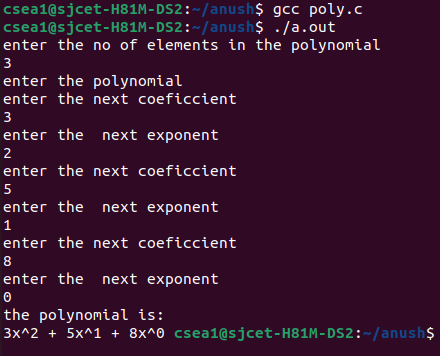 csea1@sjcet-H81M-DS2:~/anush$ gcc poly.c
csea1@sjcet-H81M-DS2:~/anush$ ./a.out
enter the no of elements in the polynomial
3
enter the polynomial
enter the next coeficcient
3
enter the  next exponent
2
enter the next coeficcient
5
enter the  next exponent
1
enter the next coeficcient
8
enter the  next exponent
0
the polynomial is:
3x^2 + 5x^1 + 8x^0 csea1@sjcet-H81M-DS2:~/anush$